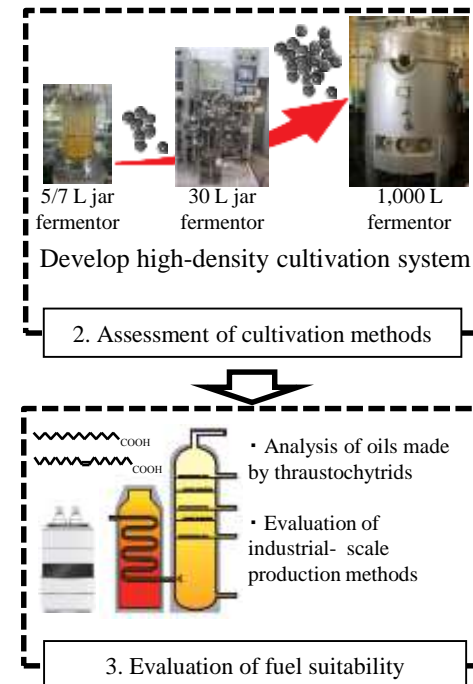 5/7 L jar
fermentor
30 L jar
fermentor
1,000 L
fermentor
Develop high-density cultivation system
2. Assessment of cultivation methods
COOH
COOH
・Analysis of oils made
by thraustochytrids
・Evaluation of
industrial- scale
production methods
3. Evaluation of fuel suitability